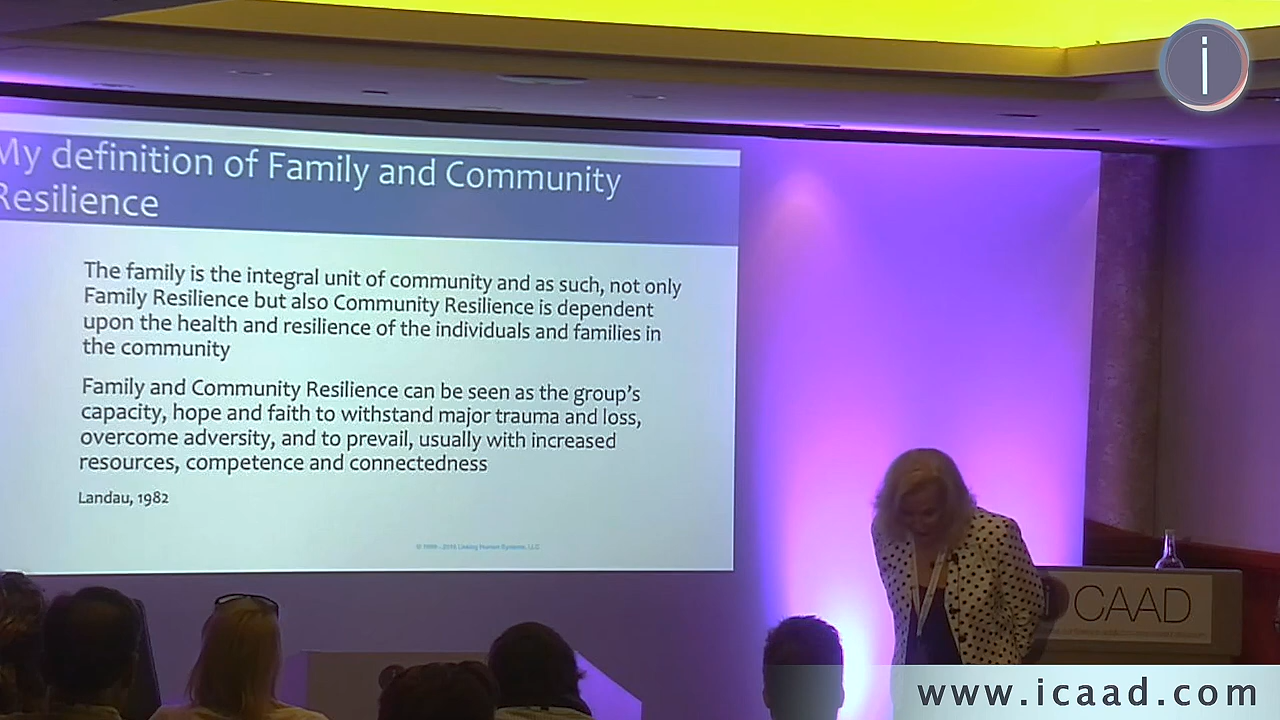 i
My definition of Family and Community
Resilience
The family is the integral unit of community and as such, not only
Family Resilience but also Community Resilience is dependent
upon the health and resilience of the individuals and families in
the community
Family and Community Resilience can be seen as the group's
capacity, hope and faith to withstand major trauma and loss,
overcome adversity, and to prevail, usually with increased
resources, competence and connectedness
Landau, 1982
Linking Human Systems, LLC
CAAD
www.icaad.com